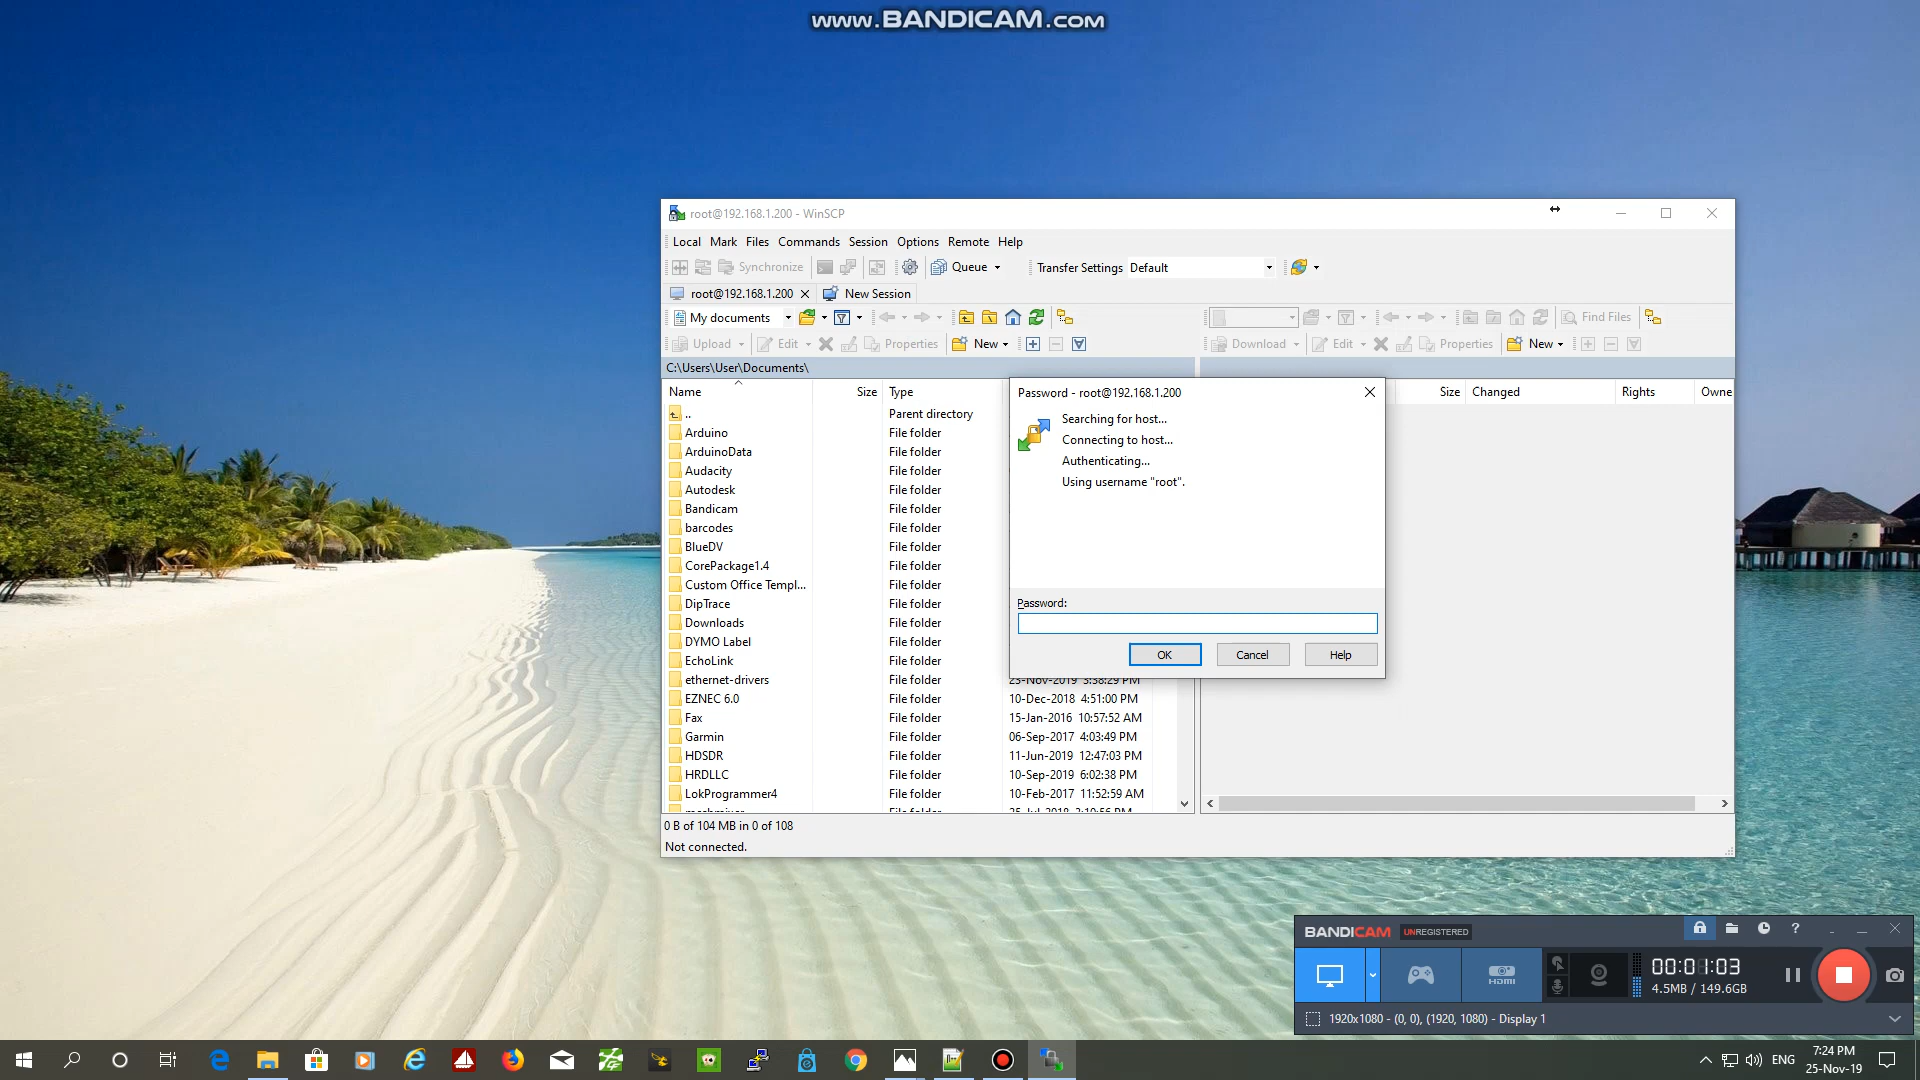 www.BANDICAM.com
root@192.168.1.200 - WinSCP
Local Mark Files Commands Session Options Remote Help
Synchronize Queue Transfer Settings Default
root@192.168.1.200 New Session
My documents Find Files
Upload Edit Properties New Download Edit Properties New
C:\Users\User\Documents\
Name Size Type Size Changed Rights Owne
.. Parent directory
Arduino File folder
ArduinoData File folder
Audacity File folder
Autodesk File folder
Bandicam File folder
barcodes File folder
BlueDV File folder
CorePackage1.4 File folder
Custom Office Templ... File folder
DipTrace File folder
Downloads File folder
DYMO Label File folder
EchoLink File folder
ethernet-drivers File folder 23-Nov-2019 3:38:29 PM
EZNEC 6.0 File folder 10-Dec-2018 4:51:00 PM
Fax File folder 15-Jan-2016 10:57:52 AM
Garmin File folder 06-Sep-2017 4:03:49 PM
HDSDR File folder 11-Jun-2019 12:47:03 PM
HRDLLC File folder 10-Sep-2019 6:02:38 PM
LokProgrammer4 File folder 10-Feb-2017 11:52:59 AM
0 B of 104 MB in 0 of 108
Not connected.
Password - root@192.168.1.200
Searching for host...
Connecting to host...
Authenticating...
Using username "root".
Password:
OK Cancel Help
BANDICAM UNREGISTERED
HDMI
00:01:03
4.5MB / 149.6GB
1920x1080 - (0, 0), (1920, 1080) - Display 1
ENG
7:24 PM
25-Nov-19